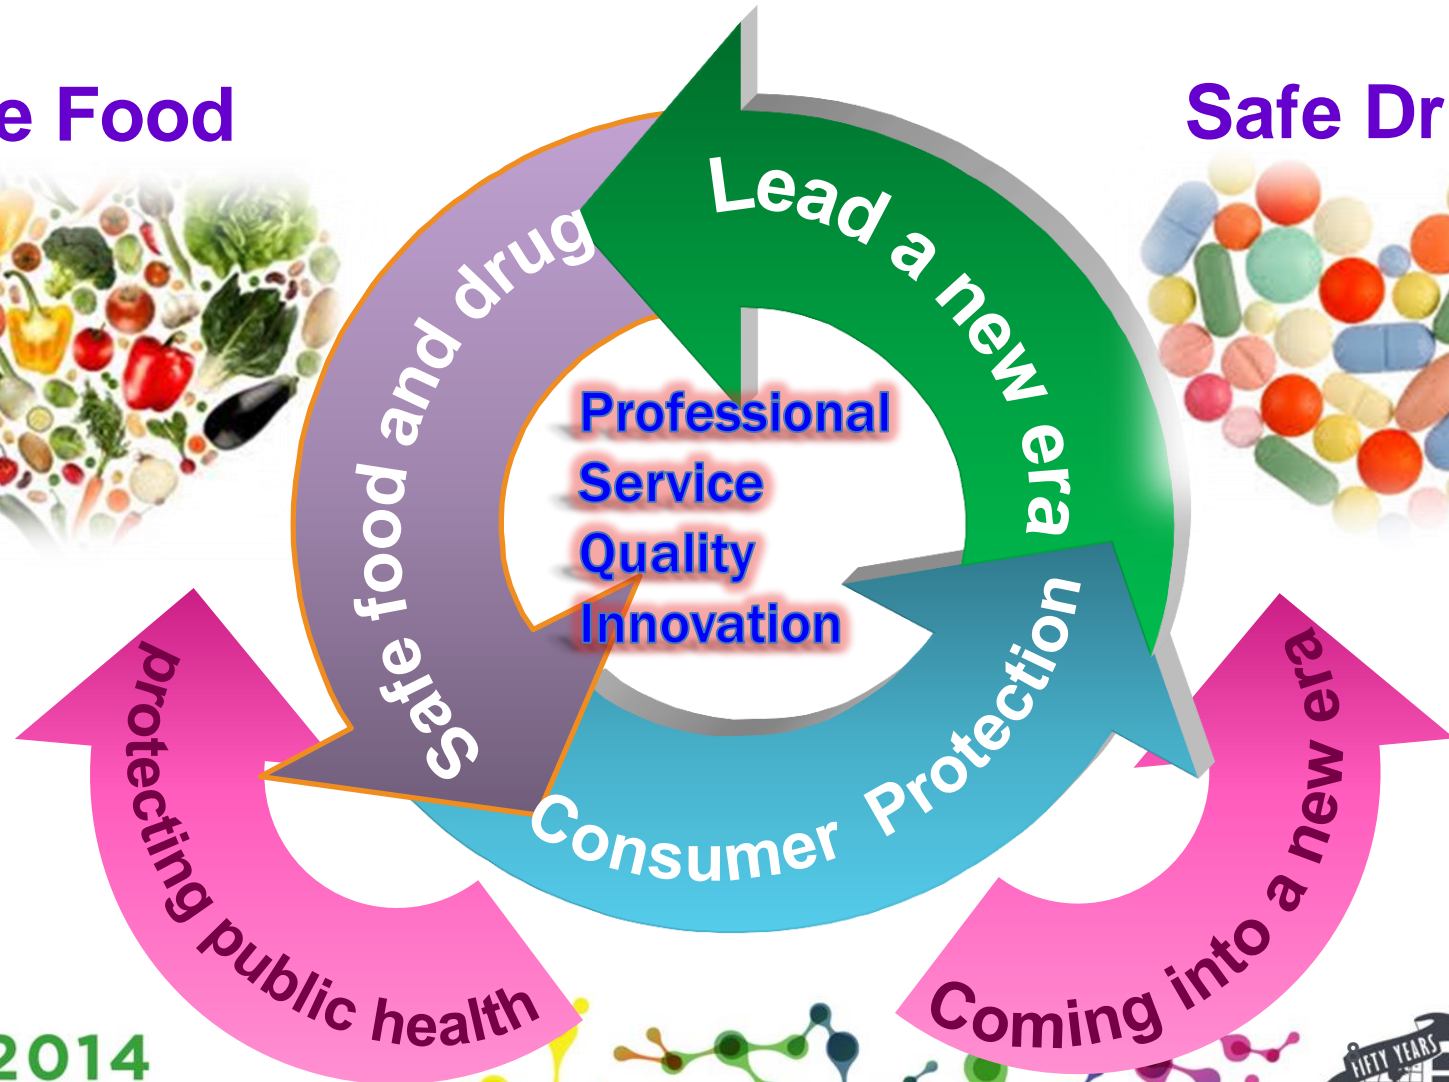 e Food
Safe Dr
Lead a new era
Safe food and drug
Professional
Service
Quality
Innovation
Consumer Protection
protecting public health
Coming into a new era
2014
FIFTY YEARS